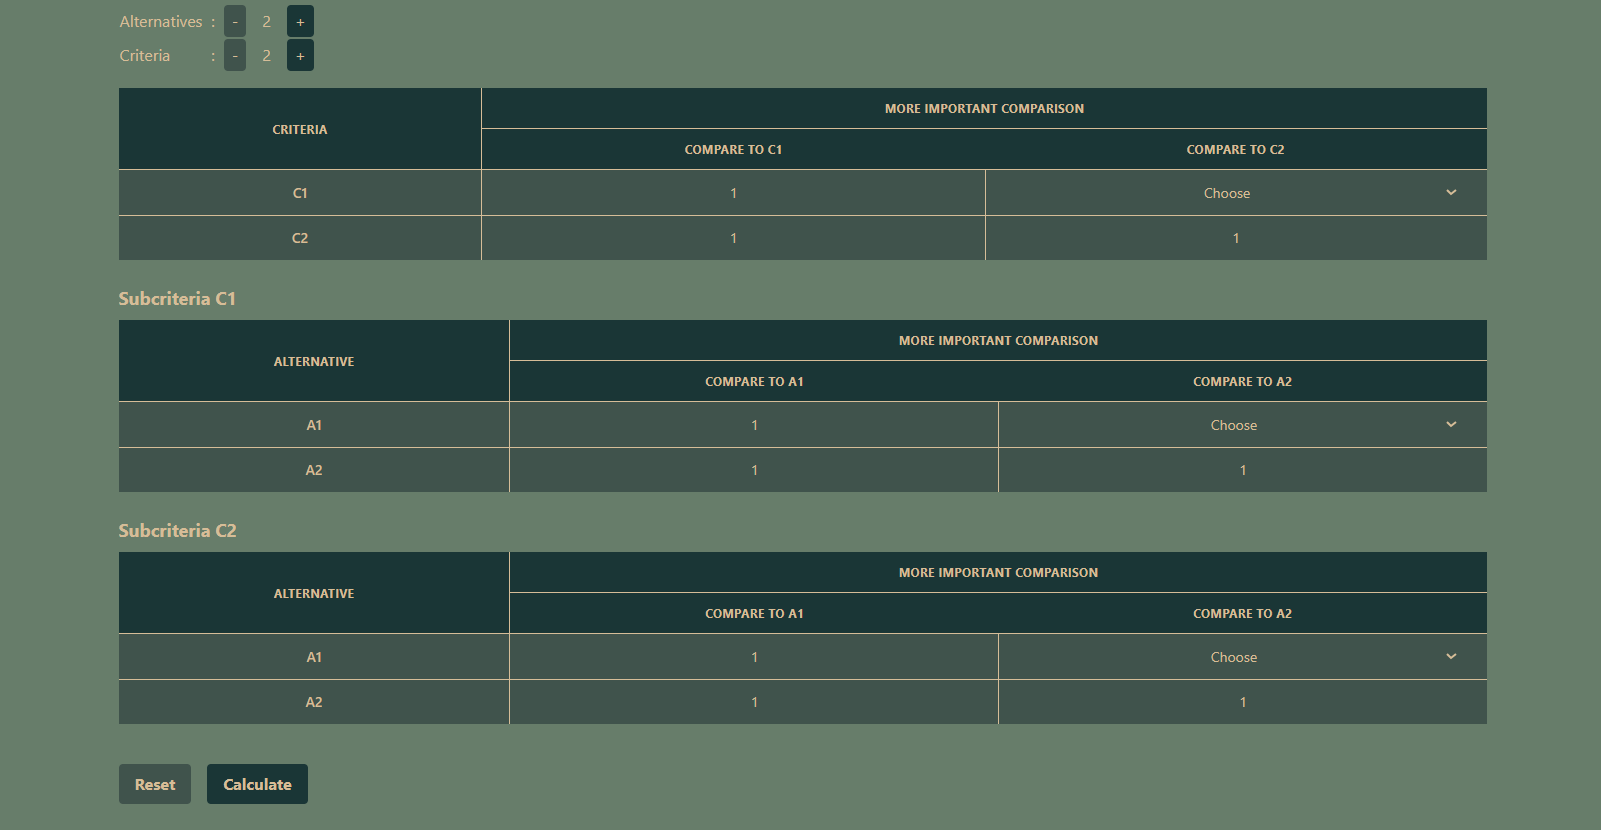 Alternatives : - 2 +
Criteria : - 2 +
CRITERIA
MORE IMPORTANT COMPARISON
COMPARE TO C1 COMPARE TO C2
C1 1 Choose
C2 1 1
Subcriteria C1
ALTERNATIVE
MORE IMPORTANT COMPARISON
COMPARE TO A1 COMPARE TO A2
A1 1 Choose
A2 1 1
Subcriteria C2
ALTERNATIVE
MORE IMPORTANT COMPARISON
COMPARE TO A1 COMPARE TO A2
A1 1 Choose
A2 1 1
Reset Calculate